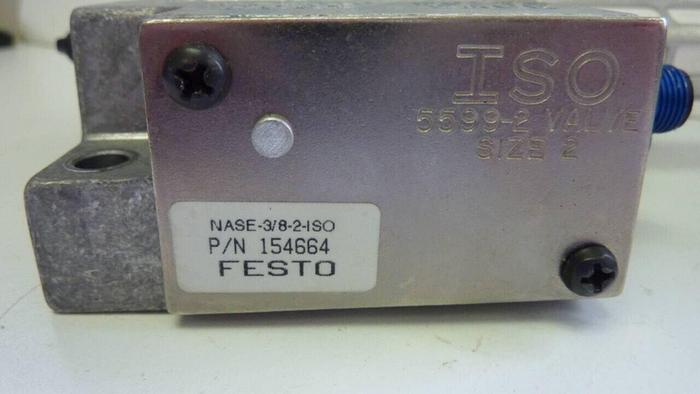 ISO
5599-2 VALVE
SIZE 2
NASE-3/8-2-ISO
P/N 154664
FESTO